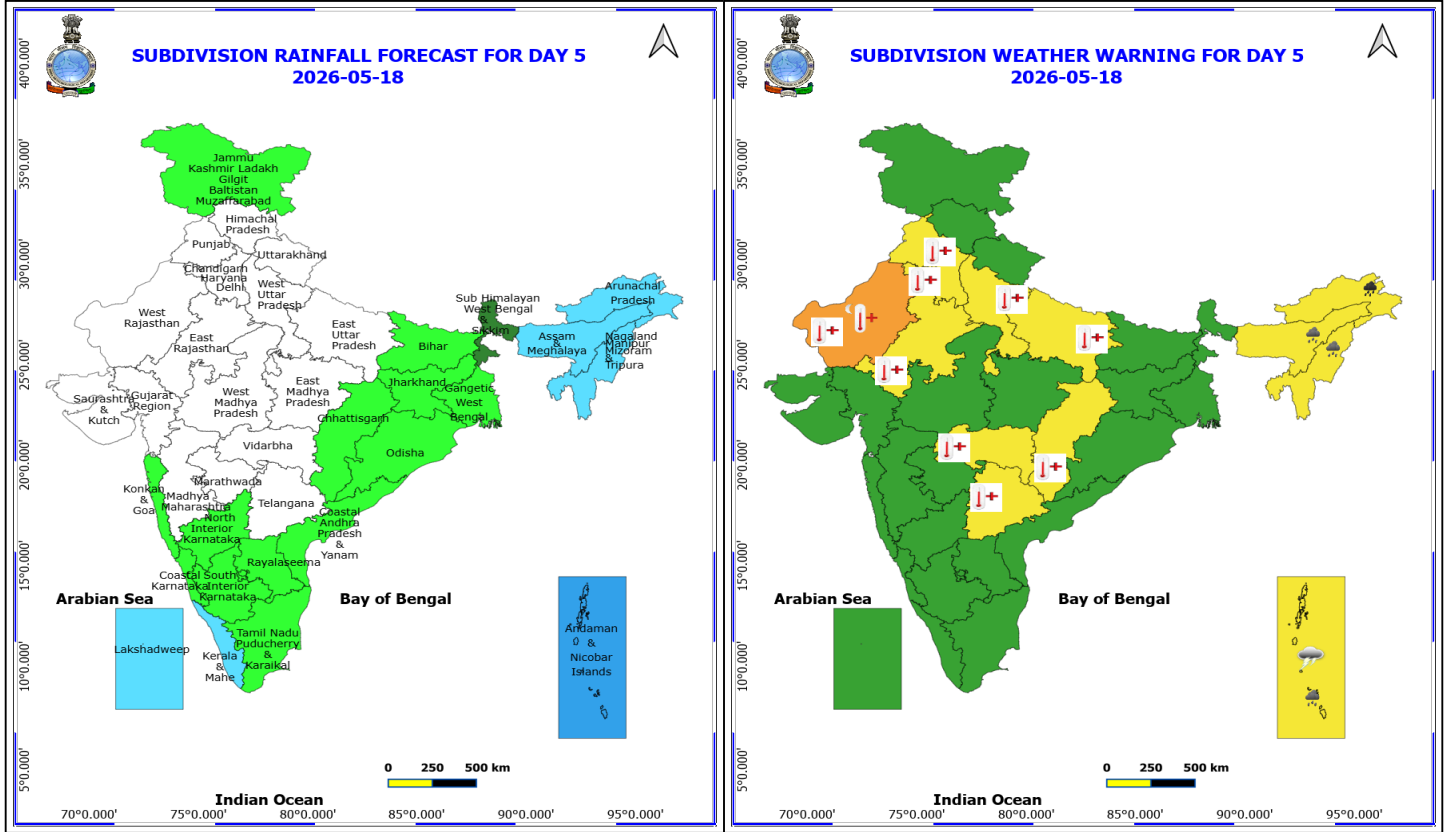 SUBDIVISION RAINFALL FORECAST FOR DAY 5
2026-05-18
40°0.000'
35°0.000'
30°0.000'
25°0.000'
20°0.000'
15°0.000'
10°0.000'
5°0.000'
Jammu
Kashmir Ladakh
Gilgit
Baltistan
Muzaffarabad
Himachal
Pradesh
Punjab
Uttarakhand
Chandigarh
Haryana
Delhi
West
Uttar
Pradesh
West
Rajasthan
East
Rajasthan
East
Uttar
Pradesh
Sub Himalayan
West Bengal
&
Sikkim
Arunachal
Pradesh
Assam
&
Meghalaya
Nagaland
Manipur
Mizoram
&
Tripura
Bihar
Jharkhand
Gangetic
West
Bengal
Saurashtra
&
Kutch
Gujarat
Region
West
Madhya
Pradesh
East
Madhya
Pradesh
Chhattisgarh
Odisha
Vidarbha
Marathwada
Telangana
Konkan
&
Goa
Madhya
Maharashtra
North
Interior
Karnataka
Coastal
Andhra
Pradesh
&
Yanam
Rayalaseema
Coastal
Karnataka
South
Interior
Karnataka
Tamil Nadu
Puducherry
&
Karaikal
Kerala
&
Mahe
Lakshadweep
Andaman
&
Nicobar
Islands
Arabian Sea
Bay of Bengal
Indian Ocean
0 250 500 km
70°0.000' 75°0.000' 80°0.000' 85°0.000' 90°0.000' 95°0.000'
SUBDIVISION WEATHER WARNING FOR DAY 5
2026-05-18
40°0.000'
35°0.000'
30°0.000'
25°0.000'
20°0.000'
15°0.000'
10°0.000'
5°0.000'
Arabian Sea
Bay of Bengal
Indian Ocean
0 250 500 km
70°0.000' 75°0.000' 80°0.000' 85°0.000' 90°0.000' 95°0.000'